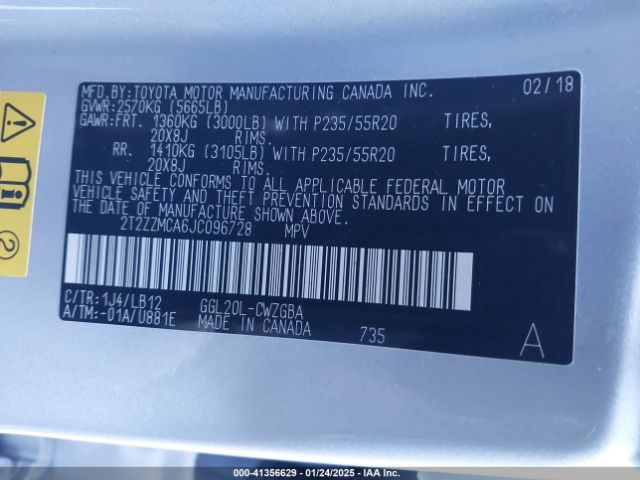 MFD.BY:TOYOTA MOTOR MANUFACTURING CANADA INC. 02/18
GVWR:2570KG (5665LB)
GAWR:FRT. 1360KG (3000LB) WITH P235/55R20 TIRES,
20X8J RIMS.
RR. 1410KG (3105LB) WITH P235/55R20 TIRES,
20X8J RIMS.
THIS VEHICLE CONFORMS TO ALL APPLICABLE FEDERAL MOTOR
VEHICLE SAFETY AND THEFT PREVENTION STANDARDS IN EFFECT ON
THE DATE OF MANUFACTURE SHOWN ABOVE.
2T2ZZMCA6JC096728 MPV
C/TR:1J4/LB12 GGL20L-CWZGBA
A/TM:-01A/U881E MADE IN CANADA 735 A
2
000-41356629 - 01/24/2025 - IAA Inc.